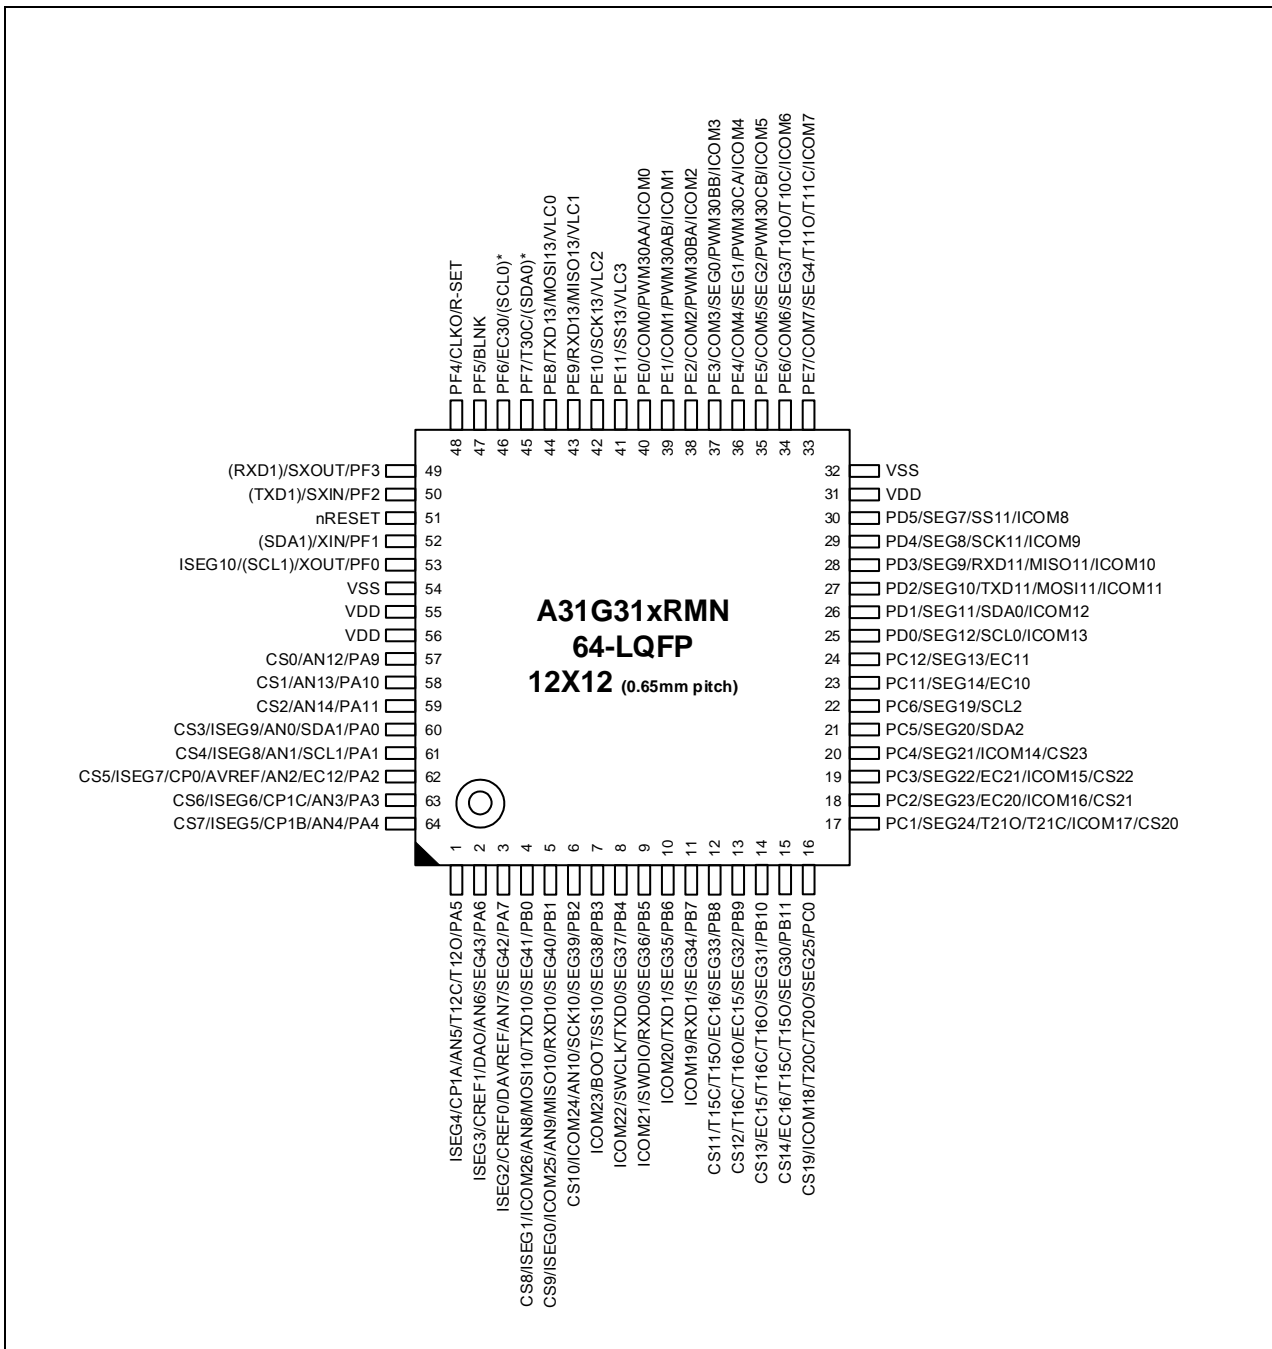 PF4/CLKO/R-SET
PF5/BLNK
PF6/EC30/(SCL0)*
PF7/T30C/(SDA0)*
PE8/TXD13/MOSI13/VLC0
PE9/RXD13/MISO13/VLC1
PE10/SCK13/VLC2
PE11/SS13/VLC3
PE0/COM0/PWM30AA/ICOM0
PE1/COM1/PWM30AB/ICOM1
PE2/COM2/PWM30BA/ICOM2
PE3/COM3/SEG0/PWM30BB/ICOM3
PE4/COM4/SEG1/PWM30CA/ICOM4
PE5/COM5/SEG2/PWM30CB/ICOM5
PE6/COM6/SEG3/T10O/T10C/ICOM6
PE7/COM7/SEG4/T11O/T11C/ICOM7
48
47
46
45
44
43
42
41
40
39
38
37
36
35
34
33
(RXD1)/SXOUT/PF3 49
(TXD1)/SXIN/PF2 50
nRESET 51
(SDA1)/XIN/PF1 52
ISEG10/(SCL1)/XOUT/PF0 53
VSS 54
VDD 55
VDD 56
CS0/AN12/PA9 57
CS1/AN13/PA10 58
CS2/AN14/PA11 59
CS3/ISEG9/AN0/SDA1/PA0 60
CS4/ISEG8/AN1/SCL1/PA1 61
CS5/ISEG7/CP0/AVREF/AN2/EC12/PA2 62
CS6/ISEG6/CP1C/AN3/PA3 63
CS7/ISEG5/CP1B/AN4/PA4 64
A31G31xRMN
64-LQFP
12X12 (0.65mm pitch)
32 VSS
31 VDD
30 PD5/SEG7/SS11/ICOM8
29 PD4/SEG8/SCK11/ICOM9
28 PD3/SEG9/RXD11/MISO11/ICOM10
27 PD2/SEG10/TXD11/MOSI11/ICOM11
26 PD1/SEG11/SDA0/ICOM12
25 PD0/SEG12/SCL0/ICOM13
24 PC12/SEG13/EC11
23 PC11/SEG14/EC10
22 PC6/SEG19/SCL2
21 PC5/SEG20/SDA2
20 PC4/SEG21/ICOM14/CS23
19 PC3/SEG22/EC21/ICOM15/CS22
18 PC2/SEG23/EC20/ICOM16/CS21
17 PC1/SEG24/T21O/T21C/ICOM17/CS20
1
2
3
4
5
6
7
8
9
10
11
12
13
14
15
16
ISEG4/CP1A/AN5/T12C/T12O/PA5
ISEG3/CREF1/DAO/AN6/SEG43/PA6
ISEG2/CREF0/DAVREF/AN7/SEG42/PA7
CS8/ISEG1/ICOM26/AN8/MOSI10/TXD10/SEG41/PB0
CS9/ISEG0/ICOM25/AN9/MISO10/RXD10/SEG40/PB1
CS10/ICOM24/AN10/SCK10/SEG39/PB2
ICOM23/BOOT/SS10/SEG38/PB3
ICOM22/SWCLK/TXD0/SEG37/PB4
ICOM21/SWDIO/RXD0/SEG36/PB5
ICOM20/TXD1/SEG35/PB6
ICOM19/RXD1/SEG34/PB7
CS11/T15C/T15O/EC16/SEG33/PB8
CS12/T16C/T16O/EC15/SEG32/PB9
CS13/EC15/T16C/T16O/SEG31/PB10
CS14/EC16/T15C/T15O/SEG30/PB11
CS19/ICOM18/T20C/T20O/SEG25/PC0